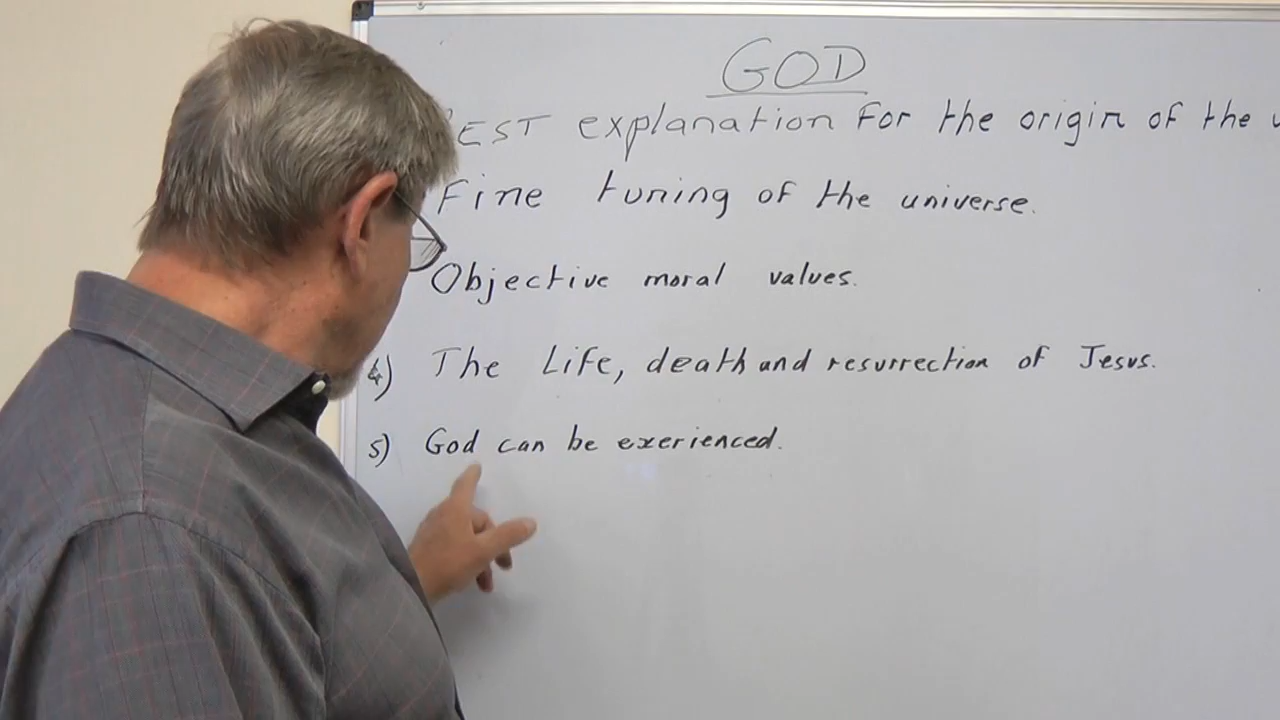 GOD
EST explanation for the origin of the
Fine tuning of the universe.
Objective moral values.
4) The Life, death and resurrection of Jesus.
5) God can be exerienced.